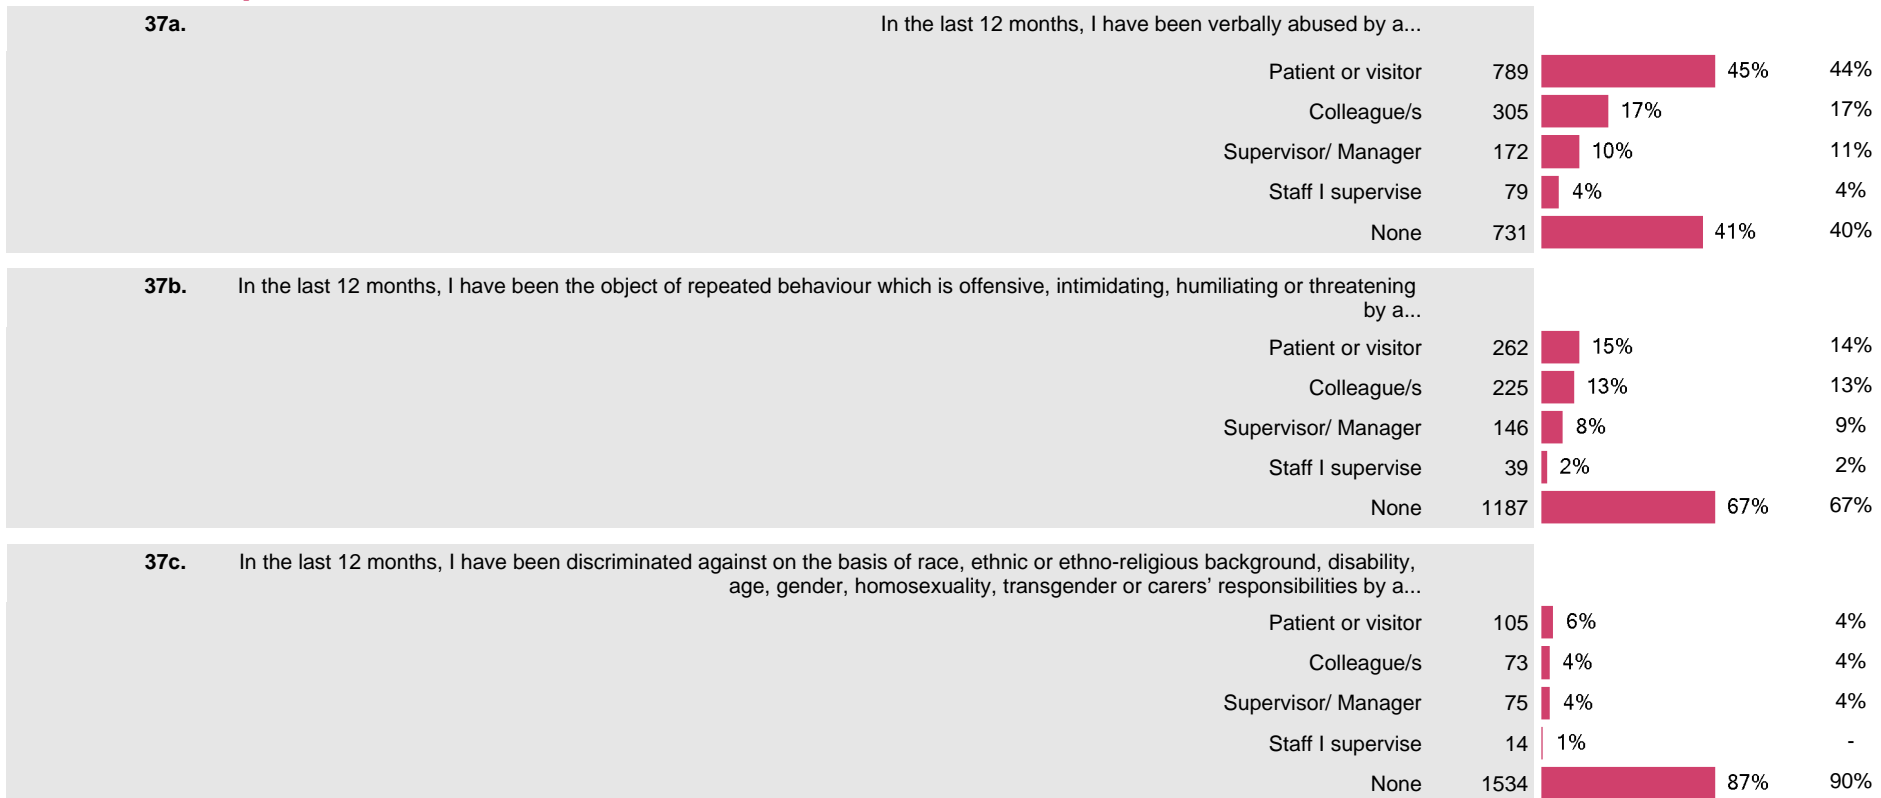 37a. In the last 12 months, I have been verbally abused by a...
Patient or visitor 789 45% 44%
Colleague/s 305 17% 17%
Supervisor/ Manager 172 10% 11%
Staff I supervise 79 4% 4%
None 731 41% 40%
37b. In the last 12 months, I have been the object of repeated behaviour which is offensive, intimidating, humiliating or threatening
by a...
Patient or visitor 262 15% 14%
Colleague/s 225 13% 13%
Supervisor/ Manager 146 8% 9%
Staff I supervise 39 2% 2%
None 1187 67% 67%
37c. In the last 12 months, I have been discriminated against on the basis of race, ethnic or ethno-religious background, disability,
age, gender, homosexuality, transgender or carers’ responsibilities by a...
Patient or visitor 105 6% 4%
Colleague/s 73 4% 4%
Supervisor/ Manager 75 4% 4%
Staff I supervise 14 1% -
None 1534 87% 90%